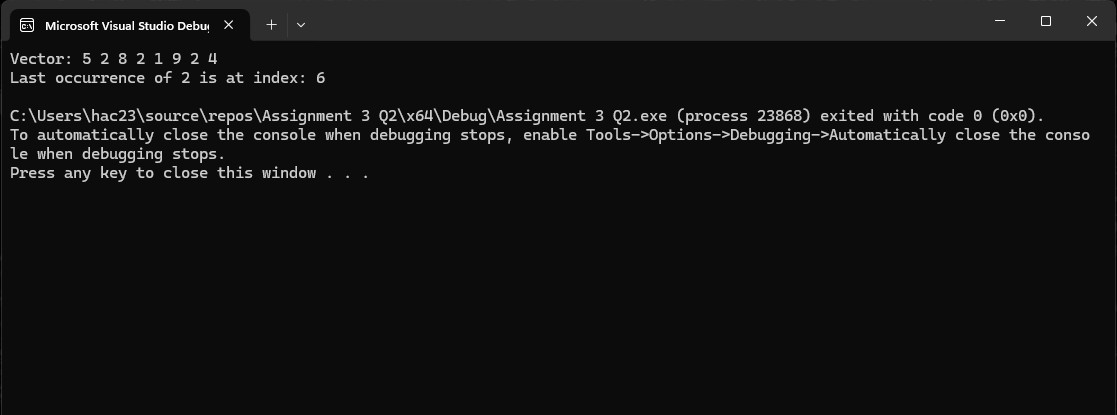 Microsoft Visual Studio Debug
Vector: 5 2 8 2 1 9 2 4
Last occurrence of 2 is at index: 6
C:\Users\hac23\source\repos\Assignment 3 Q2\x64\Debug\Assignment 3 Q2.exe (process 23868) exited with code 0 (0x0).
To automatically close the console when debugging stops, enable Tools->Options->Debugging->Automatically close the conso
le when debugging stops.
Press any key to close this window . . .